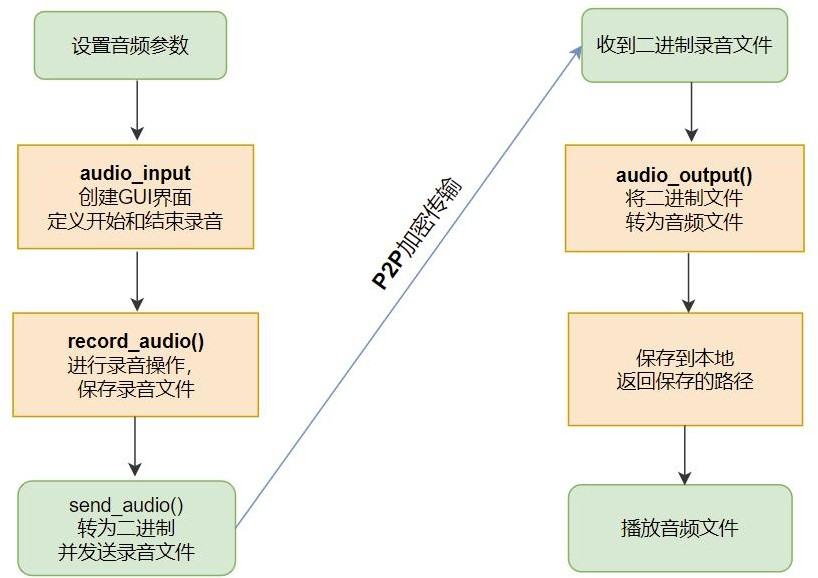 设置音频参数
audio_input
创建GUI界面
定义开始和结束录音
record_audio()
进行录音操作,
保存录音文件
send_audio()
转为二进制
并发送录音文件
P2P加密传输
收到二进制录音文件
audio_output()
将二进制文件
转为音频文件
保存到本地
返回保存的路径
播放音频文件